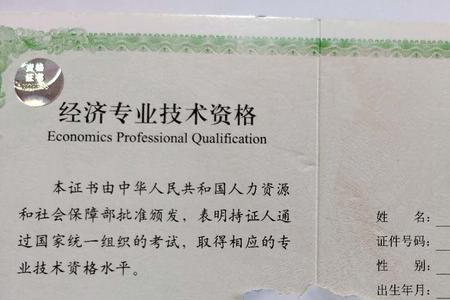 资格
证书
经济专业技术资格
Economics Professional Qualification
本证书由中华人民共和国人力资源
和社会保障部批准颁发，表明持证人通
过国家统一组织的考试，取得相应的专
业技术资格水平。
姓 名：
证件号码：
性 别：
出生年月：